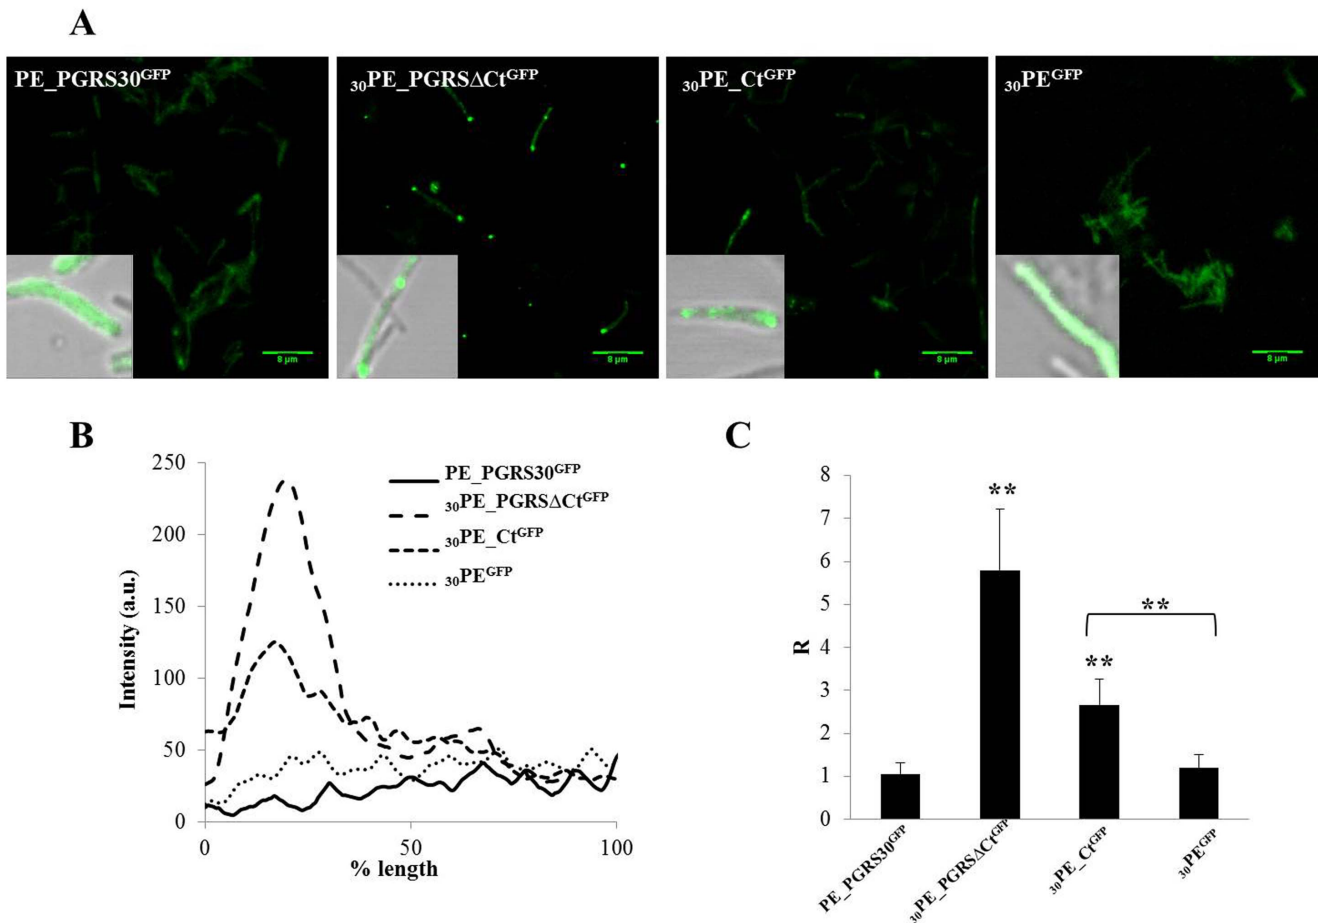 A
PE_PGRS30GFP
30PE_PGRSΔCtGFP
30PE_CtGFP
30PEGFP
8 µm
8 µm
8 µm
8 µm
B
250
200
150
100
50
0
Intensity (a.u.)
0
50
100
% length
PE_PGRS30GFP
30PE_PGRSΔCtGFP
30PE_CtGFP
30PEGFP
C
8
7
6
5
4
3
2
1
0
R
**
**
**
PE_PGRS30GFP
30PE_PGRSΔCtGFP
30PE_CtGFP
30PEGFP